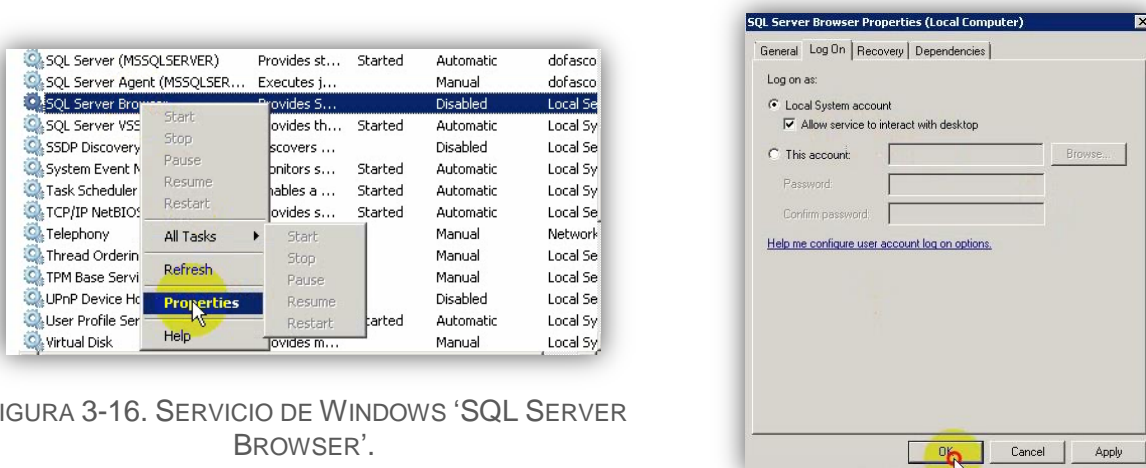 SQL Server (MSSQLSERVER) Provides st... Started Automatic dofasco
SQL Server Agent (MSSQLSER... Executes j... Manual dofasco
SQL Server Brow Provides S... Disabled Local Se
SQL Server VSS ovides th... Started Automatic Local Sy
SSDP Discovery scovers ... Disabled Local Se
System Event N onitors s... Started Automatic Local Sy
Task Scheduler nables a ... Started Automatic Local Sy
TCP/IP NetBIOS ovides s... Started Automatic Local Se
Telephony Manual Network
Thread Orderin Manual Local Se
TPM Base Servi Manual Local Se
UPnP Device Ho Disabled Local Se
User Profile Ser tarted Automatic Local Sy
Virtual Disk ovides m... Manual Local Sy
Start
Stop
Pause
Resume
Restart
All Tasks
Refresh
Properties
Help
Start
Stop
Pause
Resume
Restart
IGURA 3-16. SERVICIO DE WINDOWS ‘SQL SERVER
BROWSER’.
SQL Server Browser Properties (Local Computer)
General Log On Recovery Dependencies
Log on as:
Local System account
Allow service to interact with desktop
This account: Browse...
Password:
Confirm password:
Help me configure user account log on options.
OK Cancel Apply